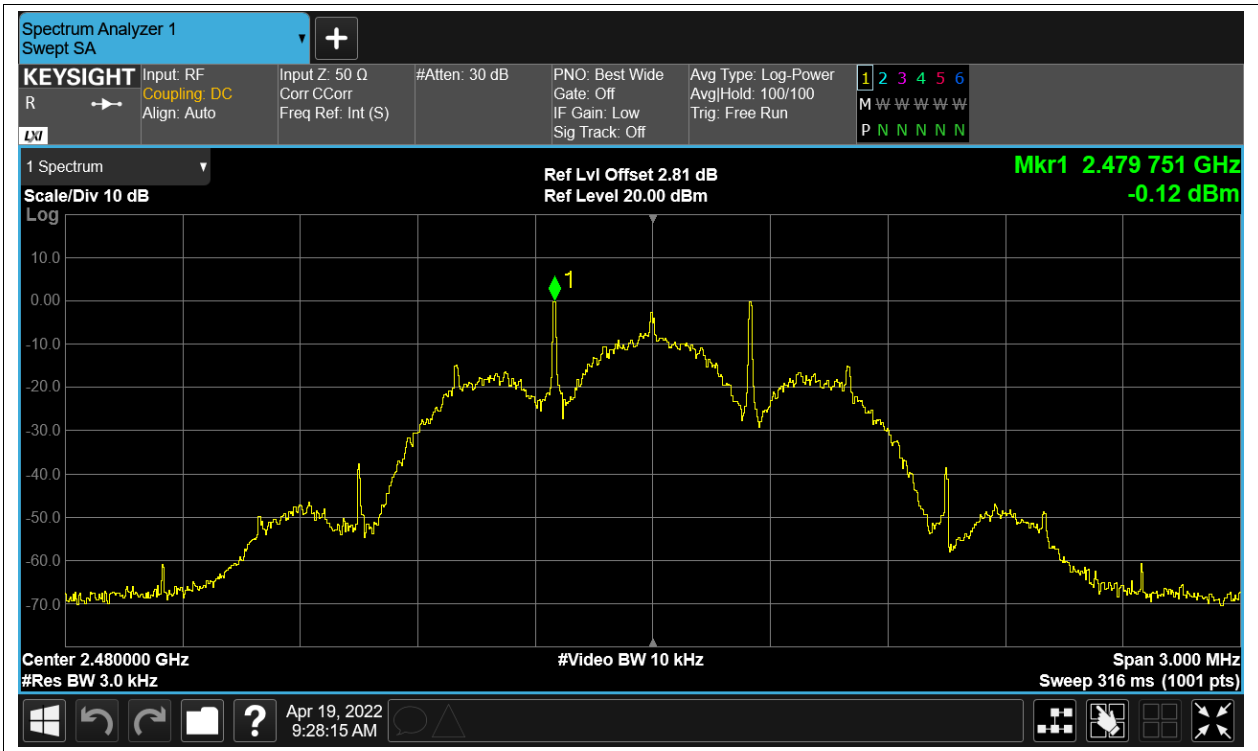 Spectrum Analyzer 1
Swept SA
KEYSIGHT
R
LXI
Input: RF
Coupling: DC
Align: Auto
Input Z: 50 Ω
Corr CCorr
Freq Ref: Int (S)
#Atten: 30 dB
PNO: Best Wide
Gate: Off
IF Gain: Low
Sig Track: Off
Avg Type: Log-Power
Avg|Hold: 100/100
Trig: Free Run
1 2 3 4 5 6
M W W W W W
P N N N N N
1 Spectrum
Scale/Div 10 dB
Log
Ref Lvl Offset 2.81 dB
Ref Level 20.00 dBm
Mkr1 2.479 751 GHz
-0.12 dBm
1
10.0
0.00
-10.0
-20.0
-30.0
-40.0
-50.0
-60.0
-70.0
Center 2.480000 GHz
#Res BW 3.0 kHz
#Video BW 10 kHz
Span 3.000 MHz
Sweep 316 ms (1001 pts)
?
Apr 19, 2022
9:28:15 AM